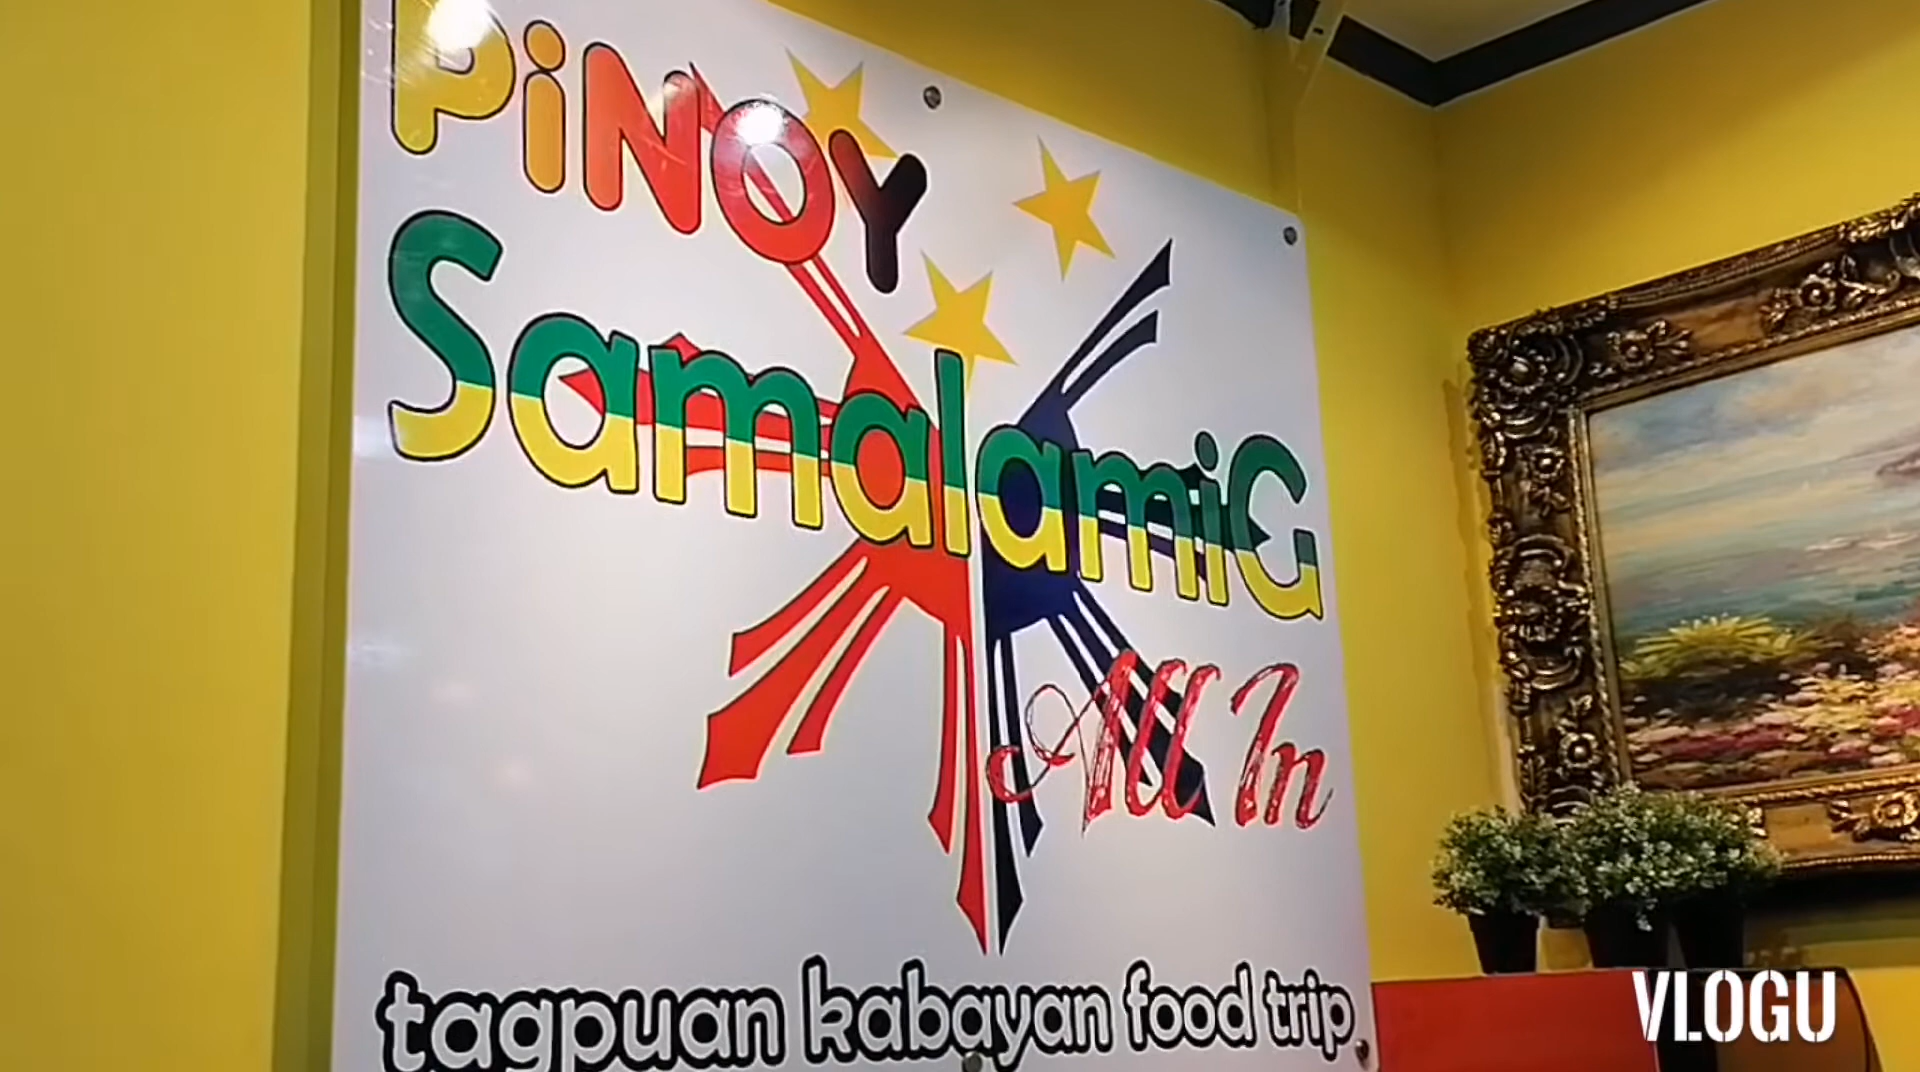 PiNOY
SamalamiG
All In
tagpuan kabayan food trip
VLOGU